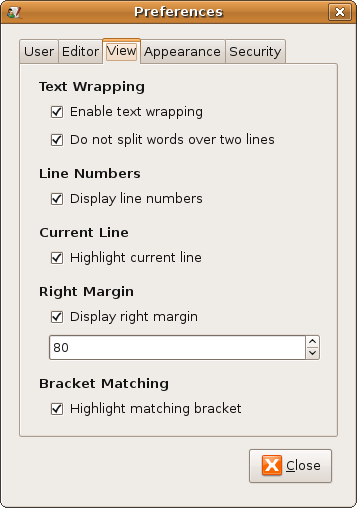 Preferences
User Editor View Appearance Security
Text Wrapping
Enable text wrapping
Do not split words over two lines
Line Numbers
Display line numbers
Current Line
Highlight current line
Right Margin
Display right margin
80
Bracket Matching
Highlight matching bracket
Close